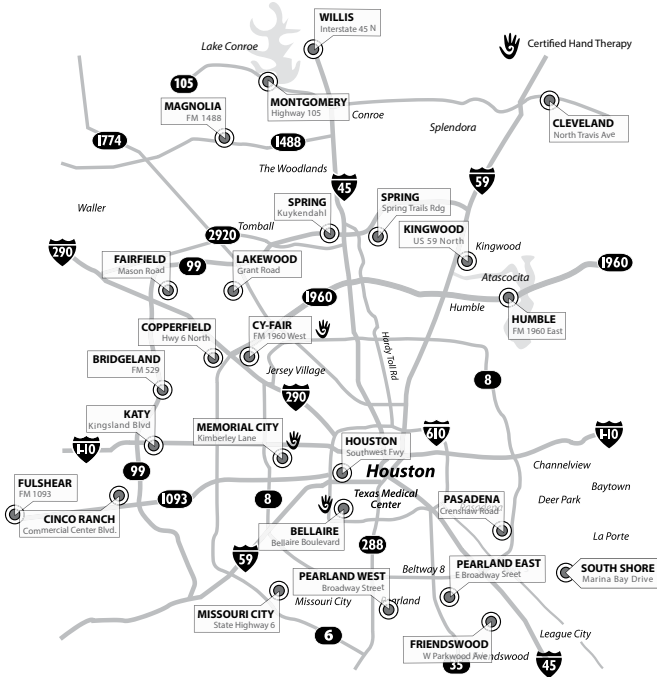 WILLIS
Interstate 45 N
Lake Conroe
Certified Hand Therapy
105
MONTGOMERY
Highway 105
MAGNOLIA
FM 1488
Conroe
CLEVELAND
North Travis Ave
Splendora
1774
1488
The Woodlands
45
59
Waller
SPRING
Kuykendahl
SPRING
Spring Trails Rdg
2920
Tomball
KINGWOOD
US 59 North
Kingwood
290
FAIRFIELD
Mason Road
99
LAKEWOOD
Grant Road
1960
Atascocita
1960
Humble
HUMBLE
FM 1960 East
COPPERFIELD
Hwy 6 North
CY-FAIR
FM 1960 West
Hardy Toll Rd
BRIDGELAND
FM 529
Jersey Village
8
290
KATY
Kingsland Blvd
MEMORIAL CITY
Kimberley Lane
610
I-10
I-10
HOUSTON
Southwest Fwy
Houston
Channelview
99
FULSHEAR
FM 1093
1093
8
Texas Medical
Center
Baytown
Deer Park
CINCO RANCH
Commercial Center Blvd.
PASADENA
Crenshaw Road
BELLAIRE
Bellaire Boulevard
La Porte
288
59
Beltway 8
PEARLAND EAST
E Broadway Sreet
SOUTH SHORE
Marina Bay Drive
PEARLAND WEST
Broadway Street
Missouri City
Pearland
MISSOURI CITY
State Highway 6
6
League City
FRIENDSWOOD
W Parkwood Ave
35
45